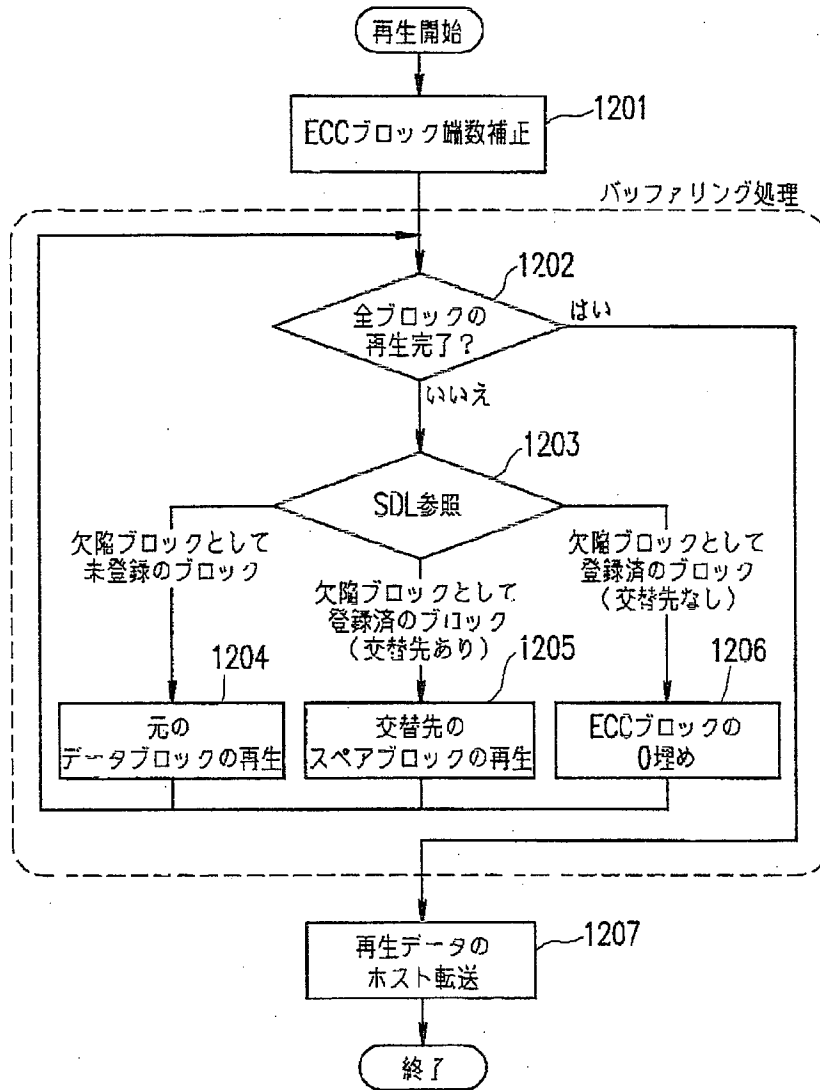 再生開始
1201
ECCブロック端数補正
バッファリング処理
1202
全ブロックの
再生完了?
はい
いいえ
1203
SDL参照
欠陥ブロックとして
未登録のブロック
欠陥ブロックとして
登録済のブロック
(交替先あり)
欠陥ブロックとして
登録済のブロック
(交替先なし)
1204
元の
データブロックの再生
1205
交替先の
スペアブロックの再生
1206
ECCブロックの
0埋め
1207
再生データの
ホスト転送
終了